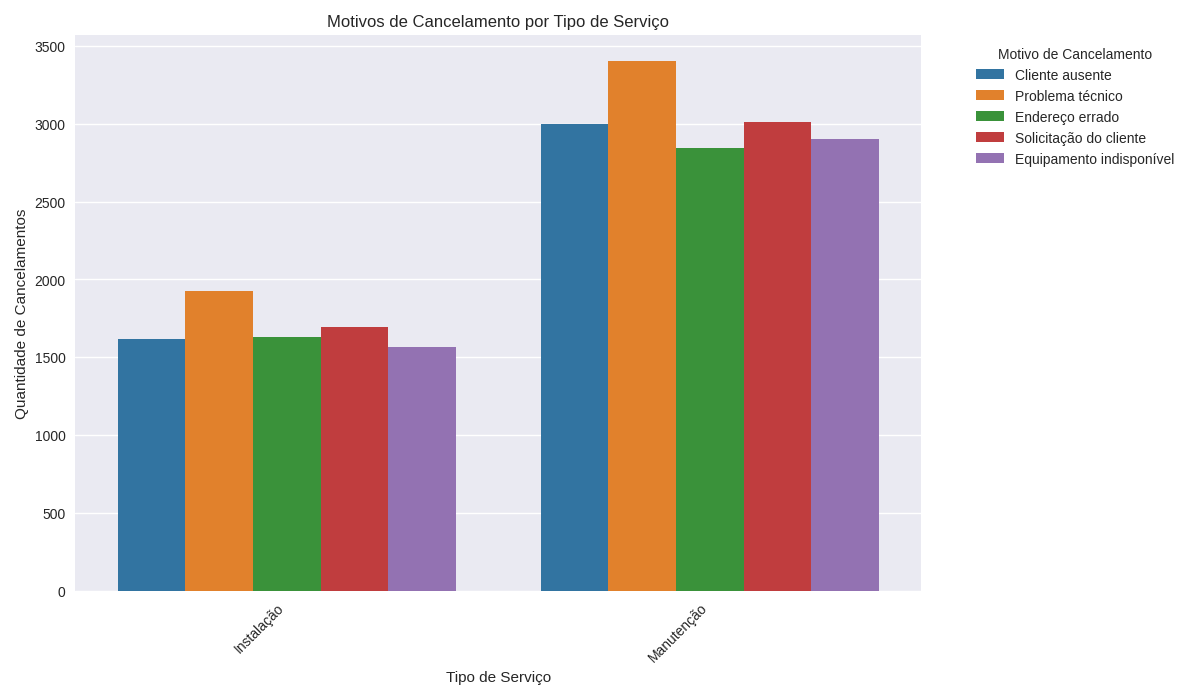 Motivos de Cancelamento por Tipo de Serviço
Motivo de Cancelamento
Cliente ausente
Problema técnico
Endereço errado
Solicitação do cliente
Equipamento indisponível
Quantidade de Cancelamentos
3500
3000
2500
2000
1500
1000
500
0
Instalação
Manutenção
Tipo de Serviço